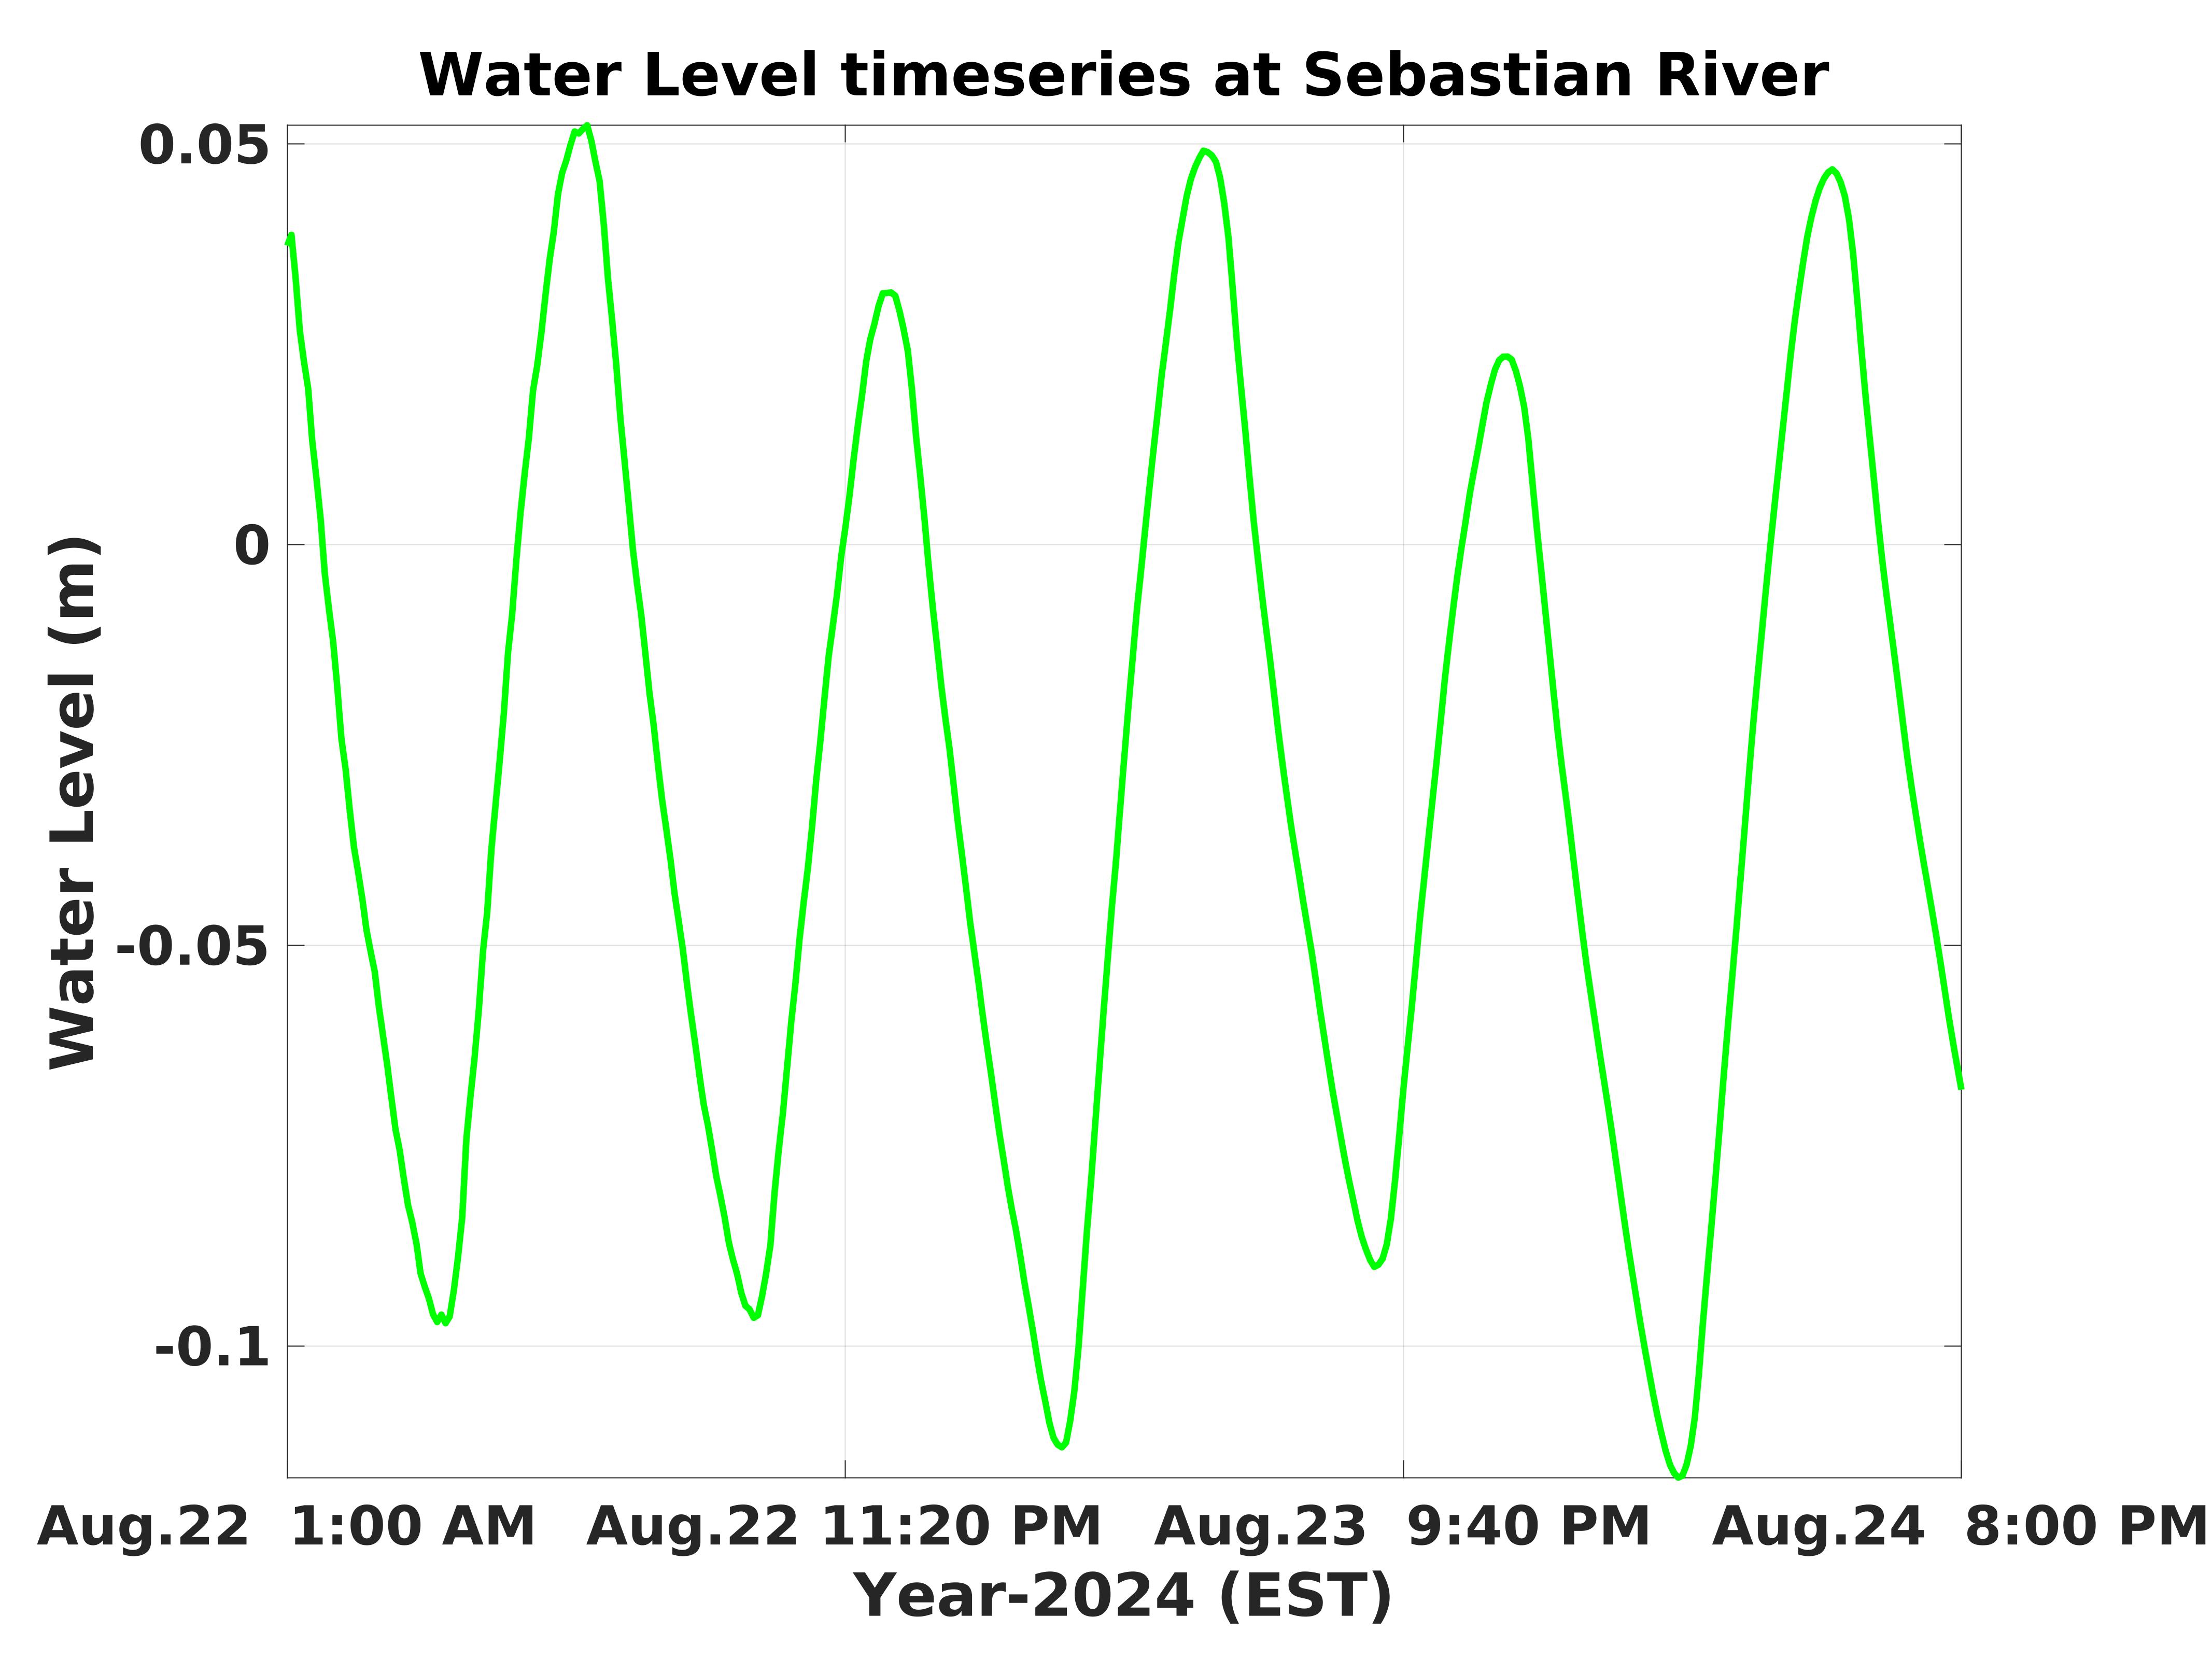 Water Level timeseries at Sebastian River
Water Level (m)
0.05
0
-0.05
-0.1
Aug.22  1:00 AM
Aug.22 11:20 PM
Aug.23  9:40 PM
Aug.24  8:00 PM
Year-2024 (EST)